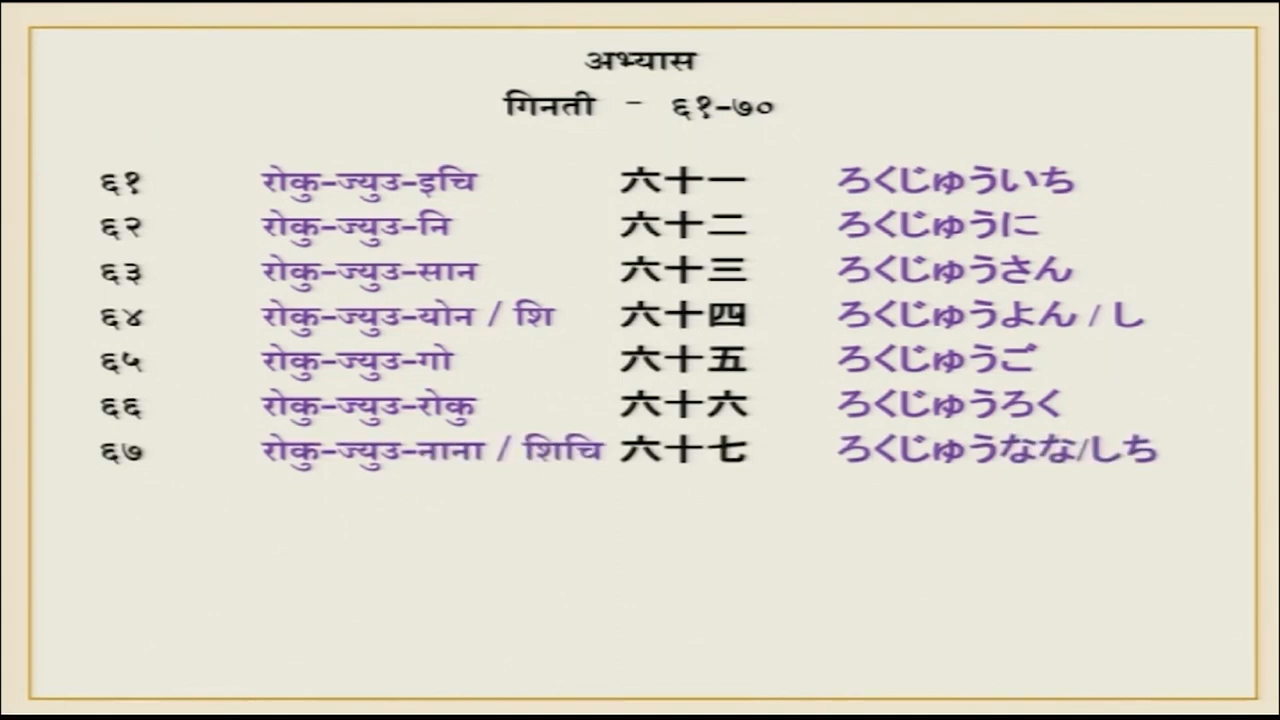 अभ्यास
गिनती - ६१-७०
६१ रोकु-ज्युउ-इचि 六十一 ろくじゅういち
६२ रोकु-ज्युउ-नि 六十二 ろくじゅうに
६३ रोकु-ज्युउ-सान 六十三 ろくじゅうさん
६४ रोकु-ज्युउ-योन / शि 六十四 ろくじゅうよん / し
६५ रोकु-ज्युउ-गो 六十五 ろくじゅうご
६६ रोकु-ज्युउ-रोकु 六十六 ろくじゅうろく
६७ रोकु-ज्युउ-नाना / शिचि 六十七 ろくじゅうなな/しち